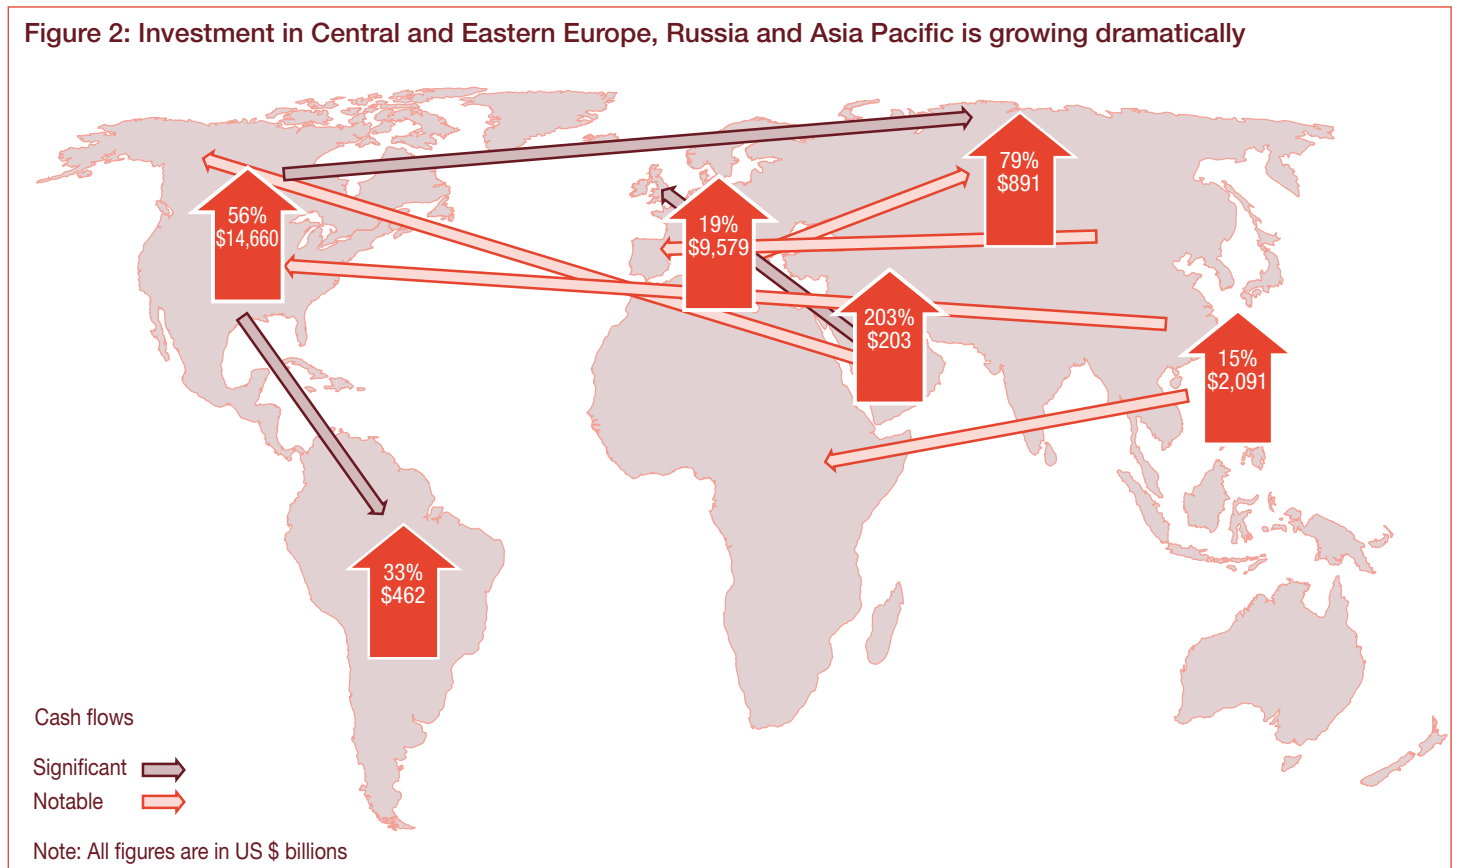 Figure 2: Investment in Central and Eastern Europe, Russia and Asia Pacific is growing dramatically
79%
$891
56%
$14,660
19%
$9,579
203%
$203
15%
$2,091
33%
$462
Cash flows
Significant
Notable
Note: All figures are in US $ billions